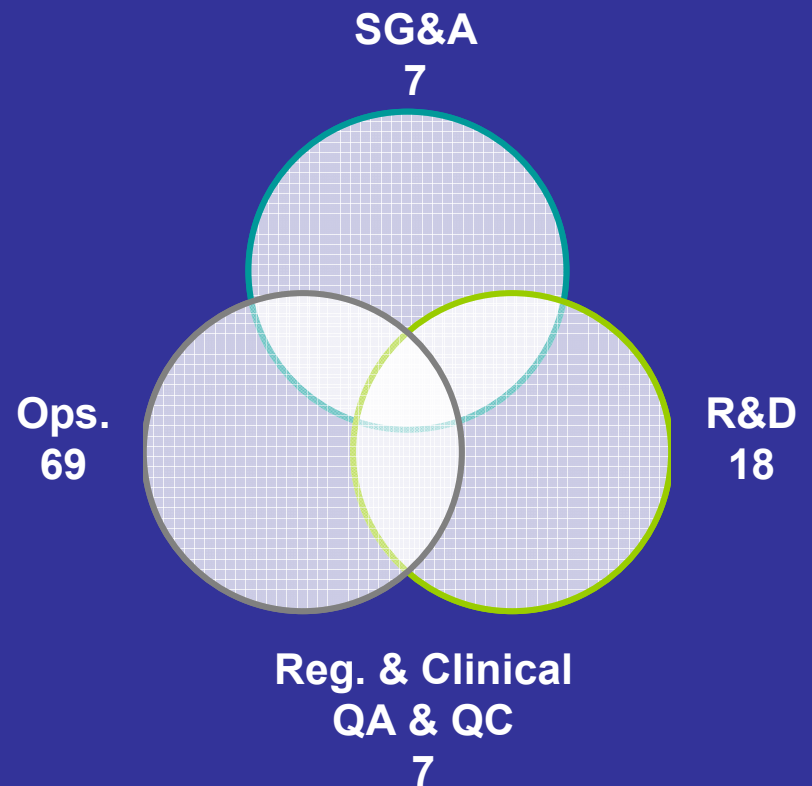 SG&A
7
Ops.
69
R&D
18
Reg. & Clinical
QA & QC
7